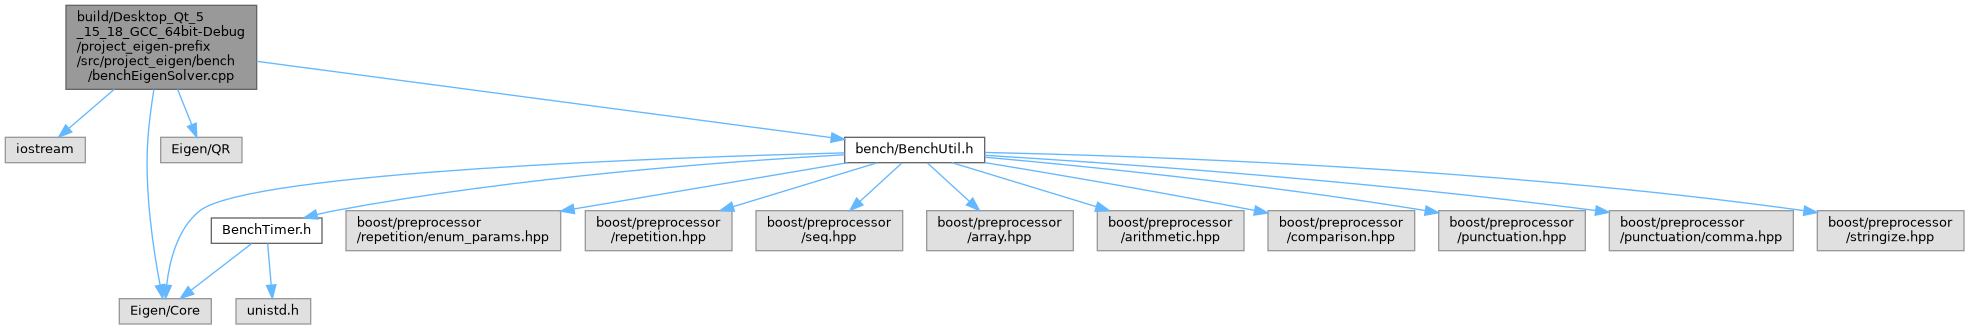 build/Desktop_Qt_5
_15_18_GCC_64bit-Debug
/project_eigen-prefix
/src/project_eigen/bench
/benchEigenSolver.cpp
iostream
Eigen/QR
bench/BenchUtil.h
BenchTimer.h
boost/preprocessor
/repetition/enum_params.hpp
boost/preprocessor
/repetition.hpp
boost/preprocessor
/seq.hpp
boost/preprocessor
/array.hpp
boost/preprocessor
/arithmetic.hpp
boost/preprocessor
/comparison.hpp
boost/preprocessor
/punctuation.hpp
boost/preprocessor
/punctuation/comma.hpp
boost/preprocessor
/stringize.hpp
Eigen/Core
unistd.h